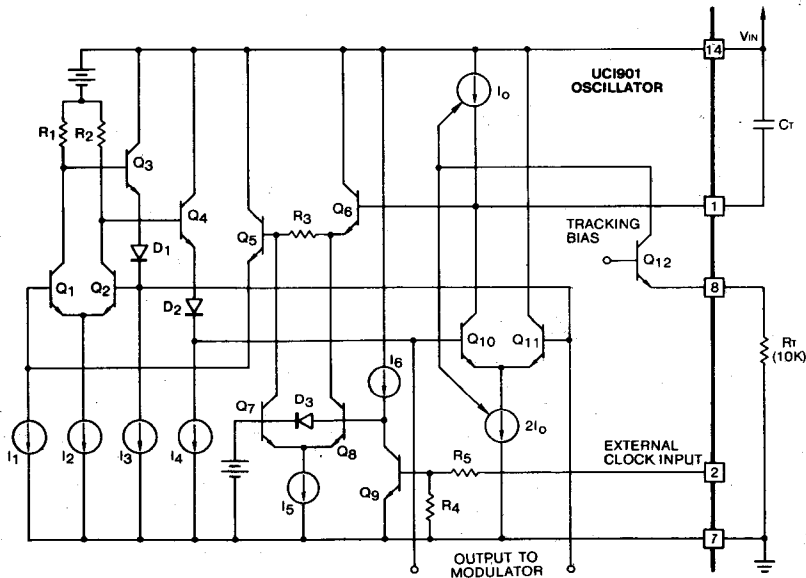 VIN
14
UC1901
OSCILLATOR
IO
R1
R2
CT
Q3
Q4
Q5
R3
Q6
1
TRACKING
BIAS
Q12
D1
Q1
Q2
D2
8
Q10
Q11
RT
(10K)
I6
Q7
D3
Q8
2IO
I1
I2
I3
I4
I5
Q9
R5
R4
EXTERNAL
CLOCK INPUT
2
7
OUTPUT TO
MODULATOR